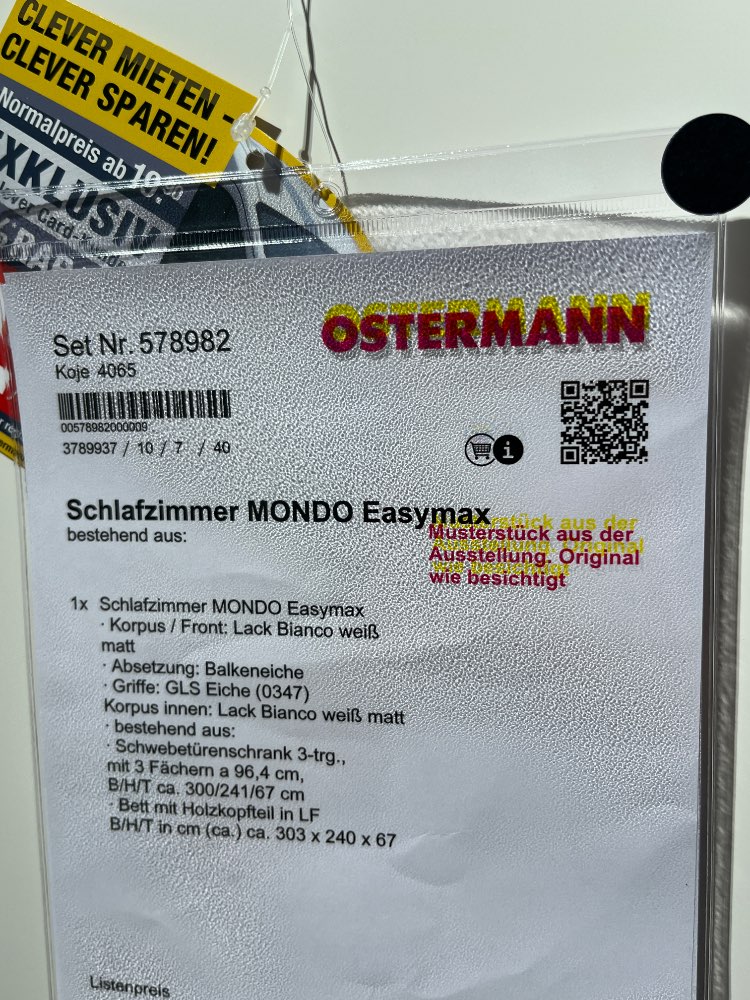 CLEVER MIETEN -
CLEVER SPAREN!
Normalpreis ab 19.
XKLUSIV
OSTERMANN
Set Nr. 578982
Koje 4065
00578982000009
3789937 / 10 / 7 / 40
i
Schlafzimmer MONDO Easymax
bestehend aus:
Musterstück aus der
Ausstellung. Original
wie besichtigt
1x Schlafzimmer MONDO Easymax
· Korpus / Front: Lack Bianco weiß
matt
· Absetzung: Balkeneiche
· Griffe: GLS Eiche (0347)
Korpus innen: Lack Bianco weiß matt
· bestehend aus:
· Schwebetürenschrank 3-trg.,
mit 3 Fächern a 96,4 cm,
B/H/T ca. 300/241/67 cm
· Bett mit Holzkopfteil in LF
B/H/T in cm (ca.) ca. 303 x 240 x 67
Listenpreis